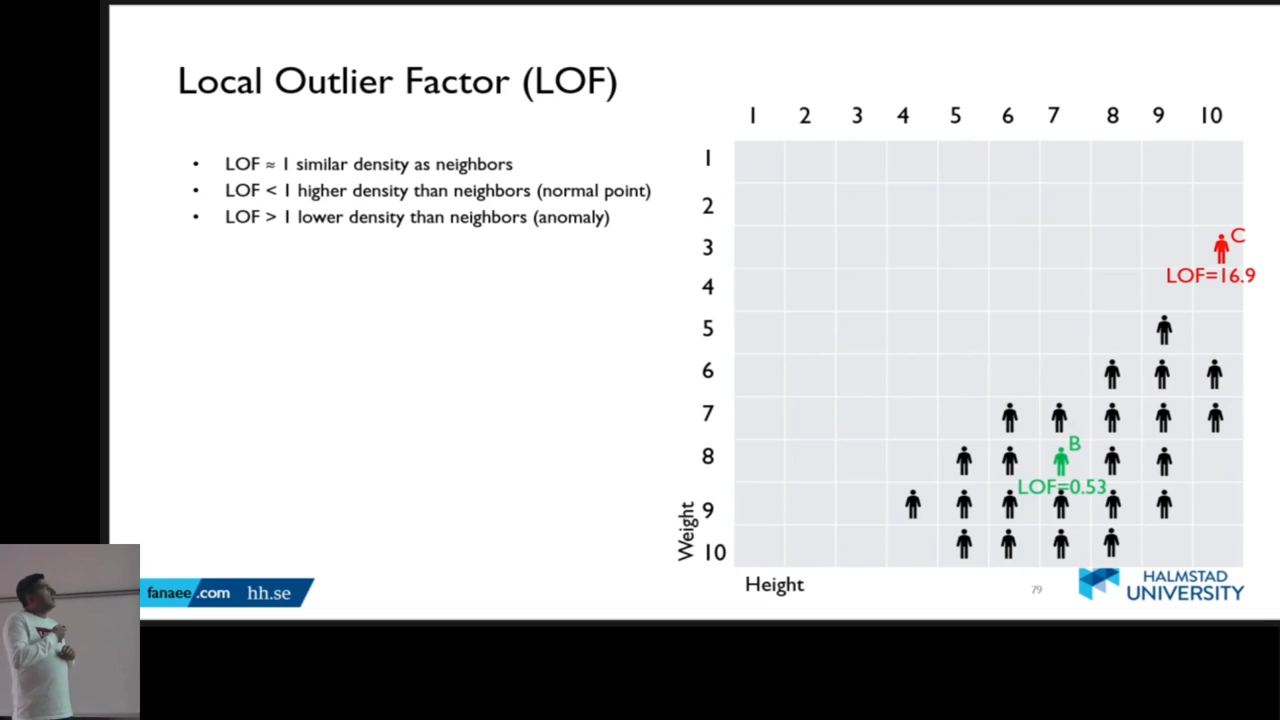 Local Outlier Factor (LOF)
• LOF ≈ 1 similar density as neighbors
• LOF < 1 higher density than neighbors (normal point)
• LOF > 1 lower density than neighbors (anomaly)
1 2 3 4 5 6 7 8 9 10
1
2
3
C
LOF=16.9
4
5
6
7
B
8
LOF=0.53
9
Weight
10
Height
fanaee.com hh.se
79
HALMSTAD
UNIVERSITY